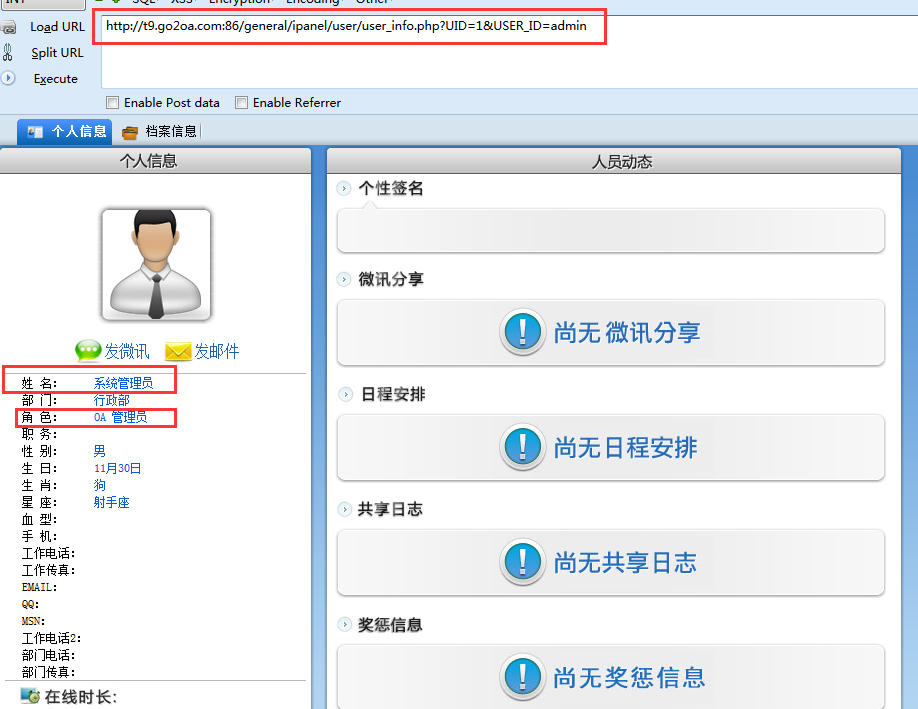 INT
SQL XSS Encryption Encoding Other
Load URL
http://t9.go2oa.com:86/general/ipanel/user/user_info.php?UID=1&USER_ID=admin
Split URL
Execute
Enable Post data Enable Referrer
个人信息 档案信息
个人信息
发微讯 发邮件
姓 名: 系统管理员
部 门: 行政部
角 色: OA 管理员
职 务:
性 别: 男
生 日: 11月30日
生 肖: 狗
星 座: 射手座
血 型:
手 机:
工作电话:
工作传真:
EMAIL:
QQ:
MSN:
工作电话2:
部门电话:
部门传真:
在线时长:
人员动态
个性签名
微讯分享
尚无微讯分享
日程安排
尚无日程安排
共享日志
尚无共享日志
奖惩信息
尚无奖惩信息